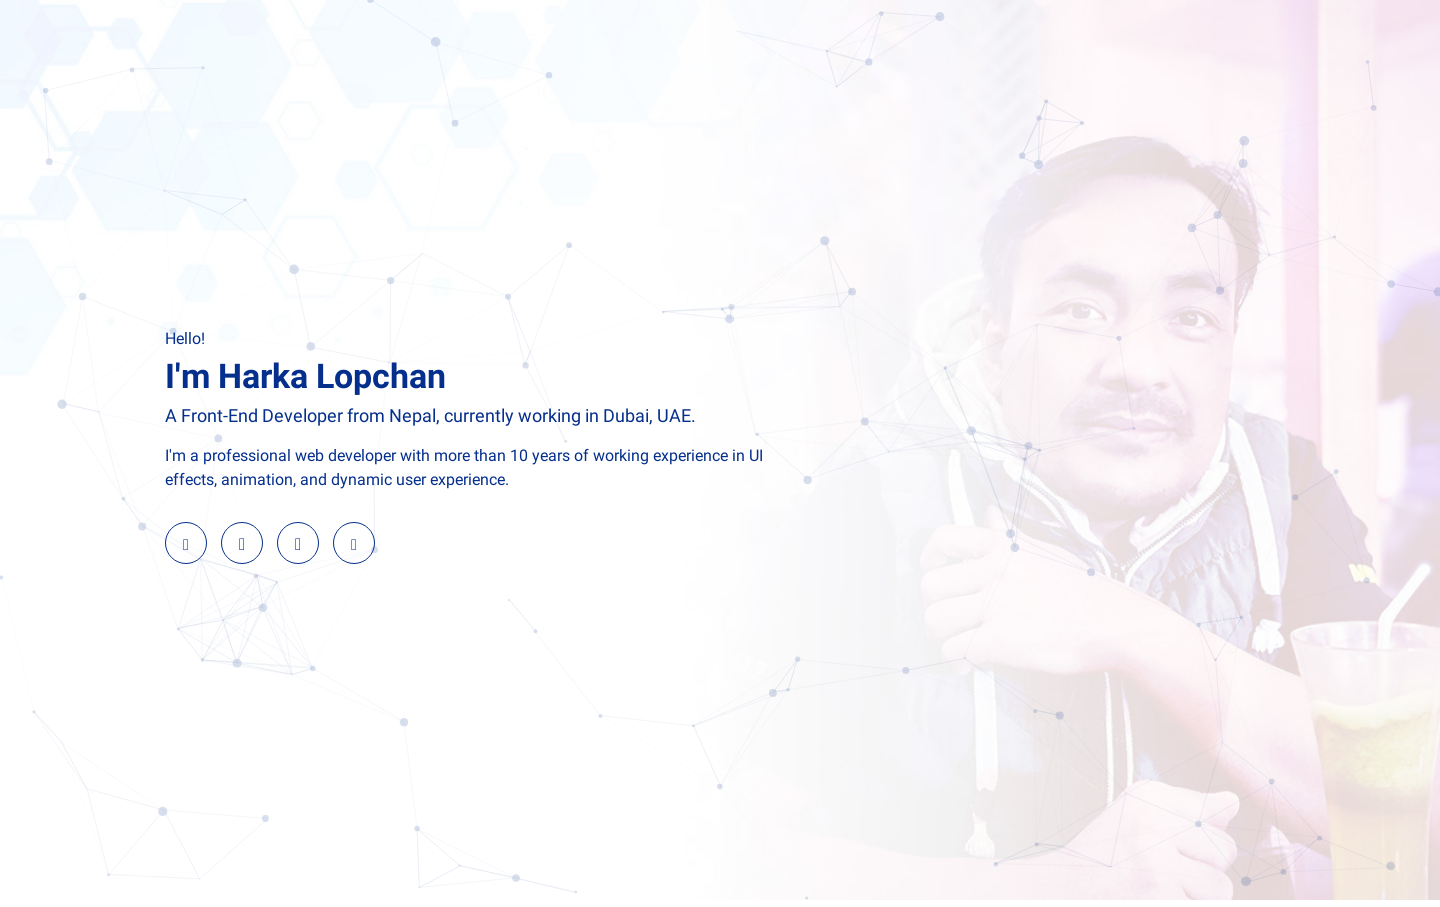 Hello!
I'm Harka Lopchan
A Front-End Developer from Nepal, currently working in Dubai, UAE.
I'm a professional web developer with more than 10 years of working experience in UI
effects, animation, and dynamic user experience.